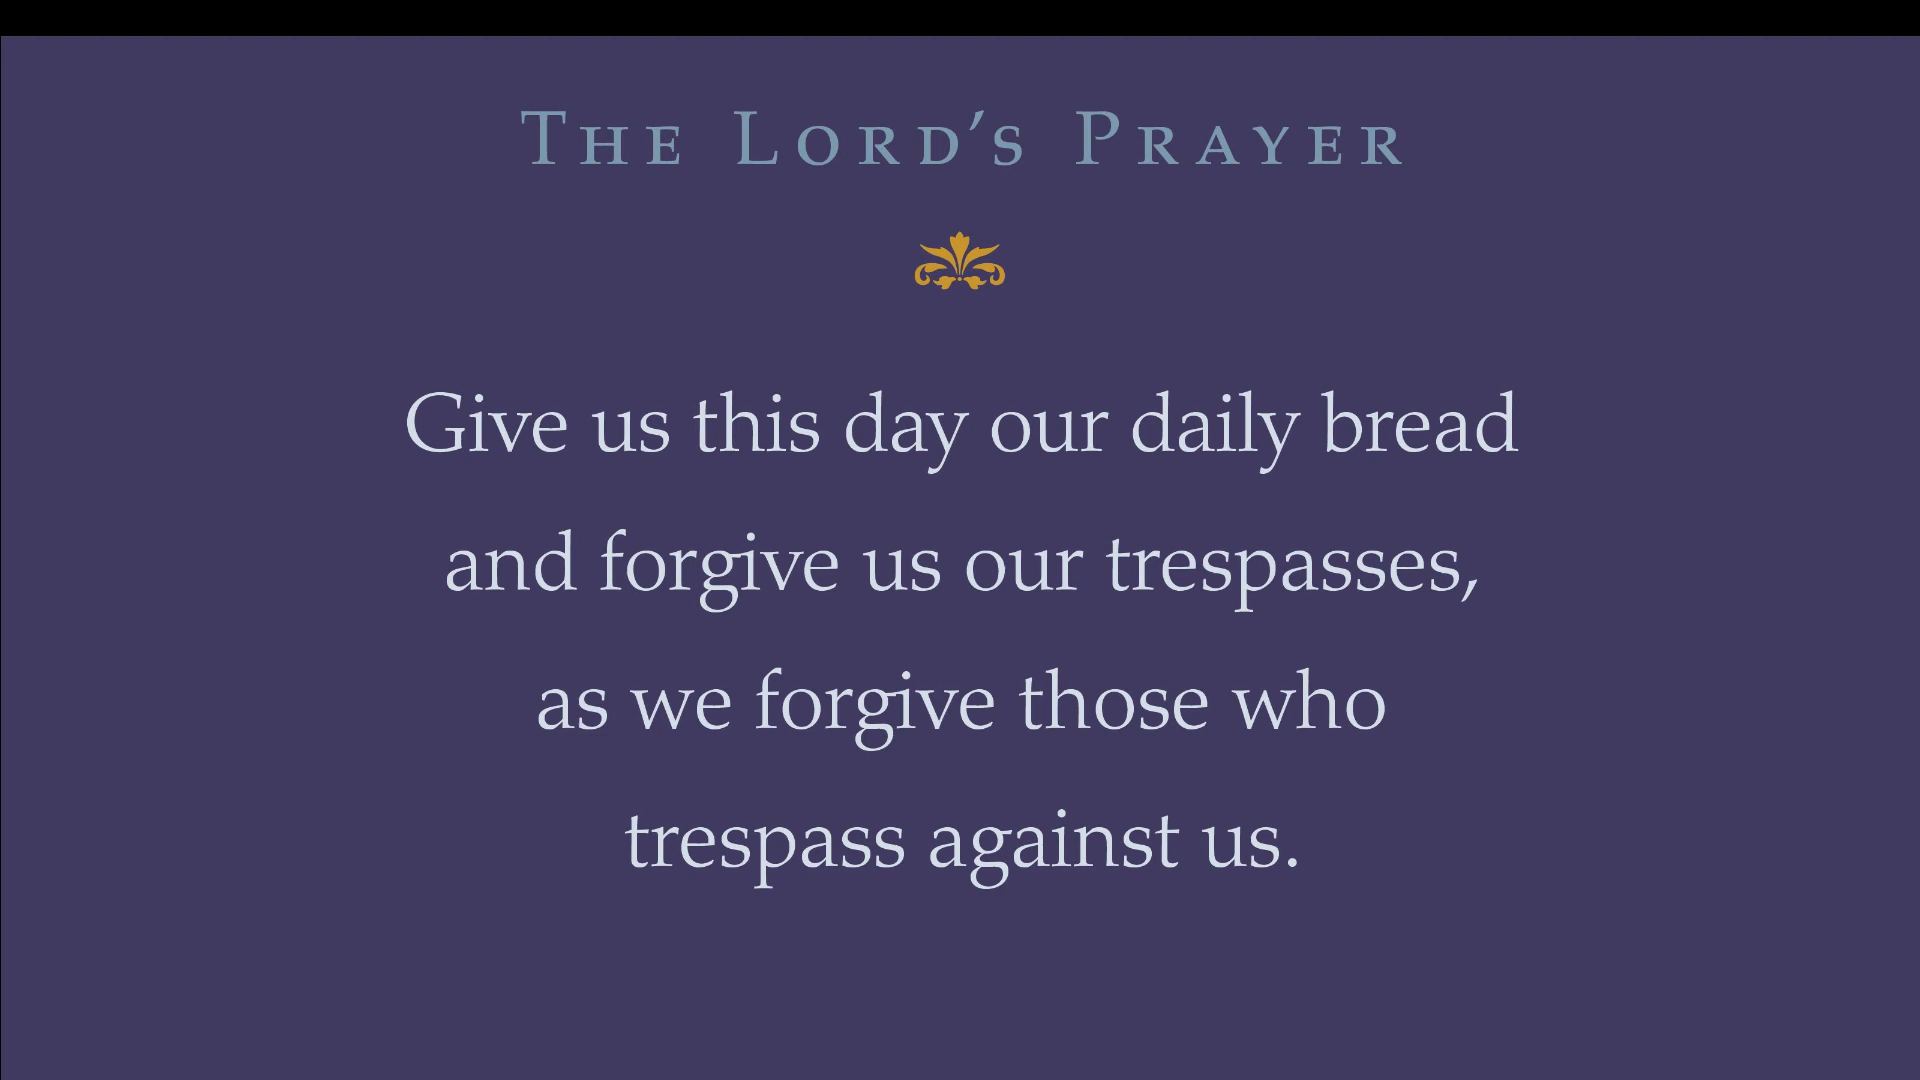 The Lord’s Prayer
Give us this day our daily bread
and forgive us our trespasses,
as we forgive those who
trespass against us.